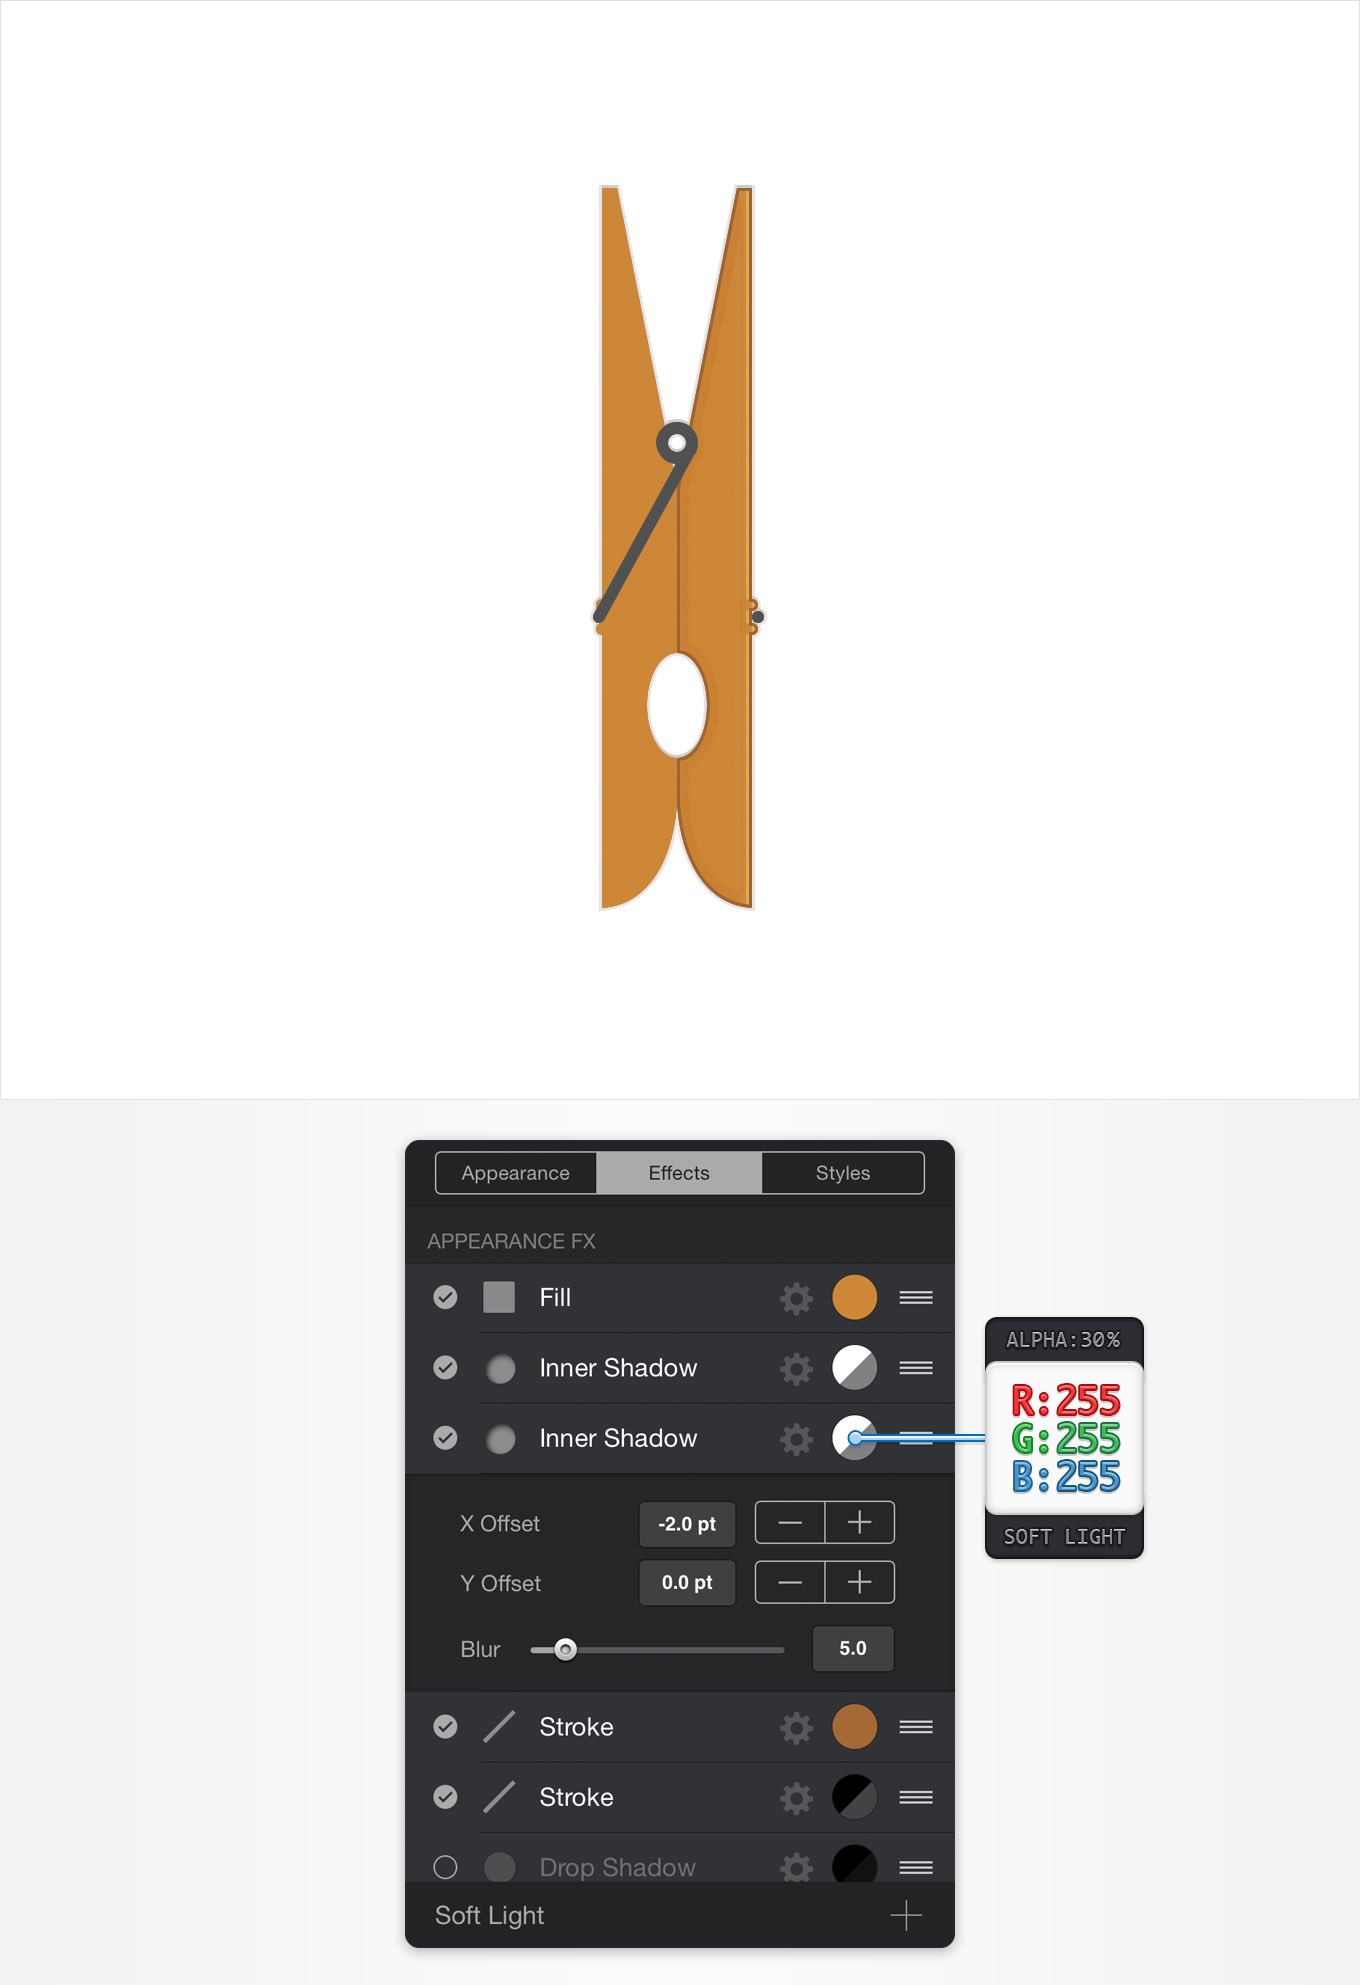 Appearance Effects Styles
APPEARANCE FX
Fill
Inner Shadow
ALPHA:30%
Inner Shadow
R:255
G:255
B:255
SOFT LIGHT
X Offset -2.0 pt
Y Offset 0.0 pt
Blur 5.0
Stroke
Stroke
Drop Shadow
Soft Light